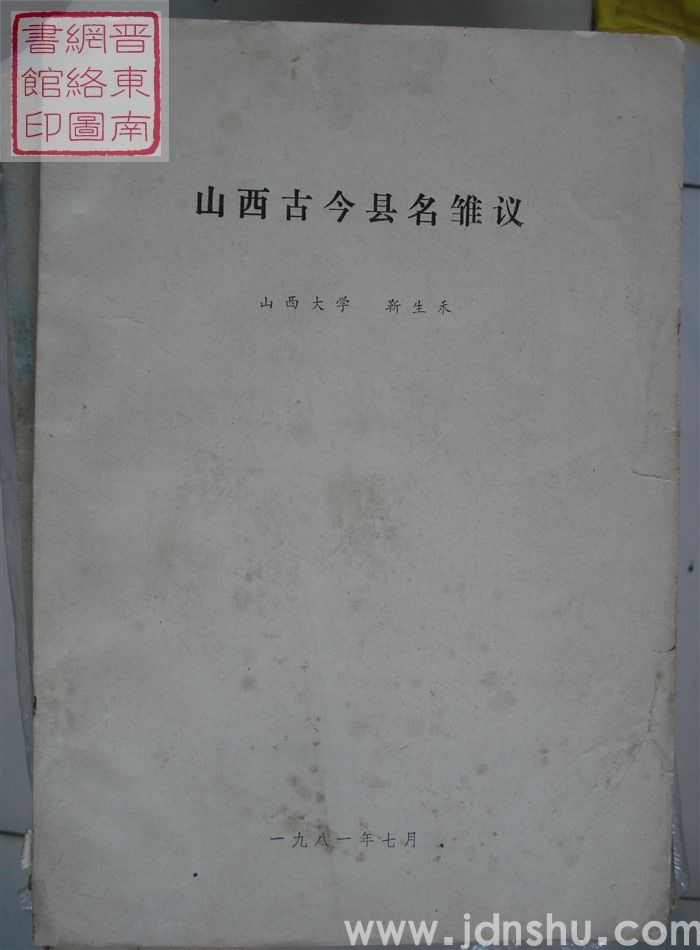 晋東南
網絡圖
書館印
山西古今县名雏议
山西大学 靳生禾
一九八一年七月
www.jdnshu.com